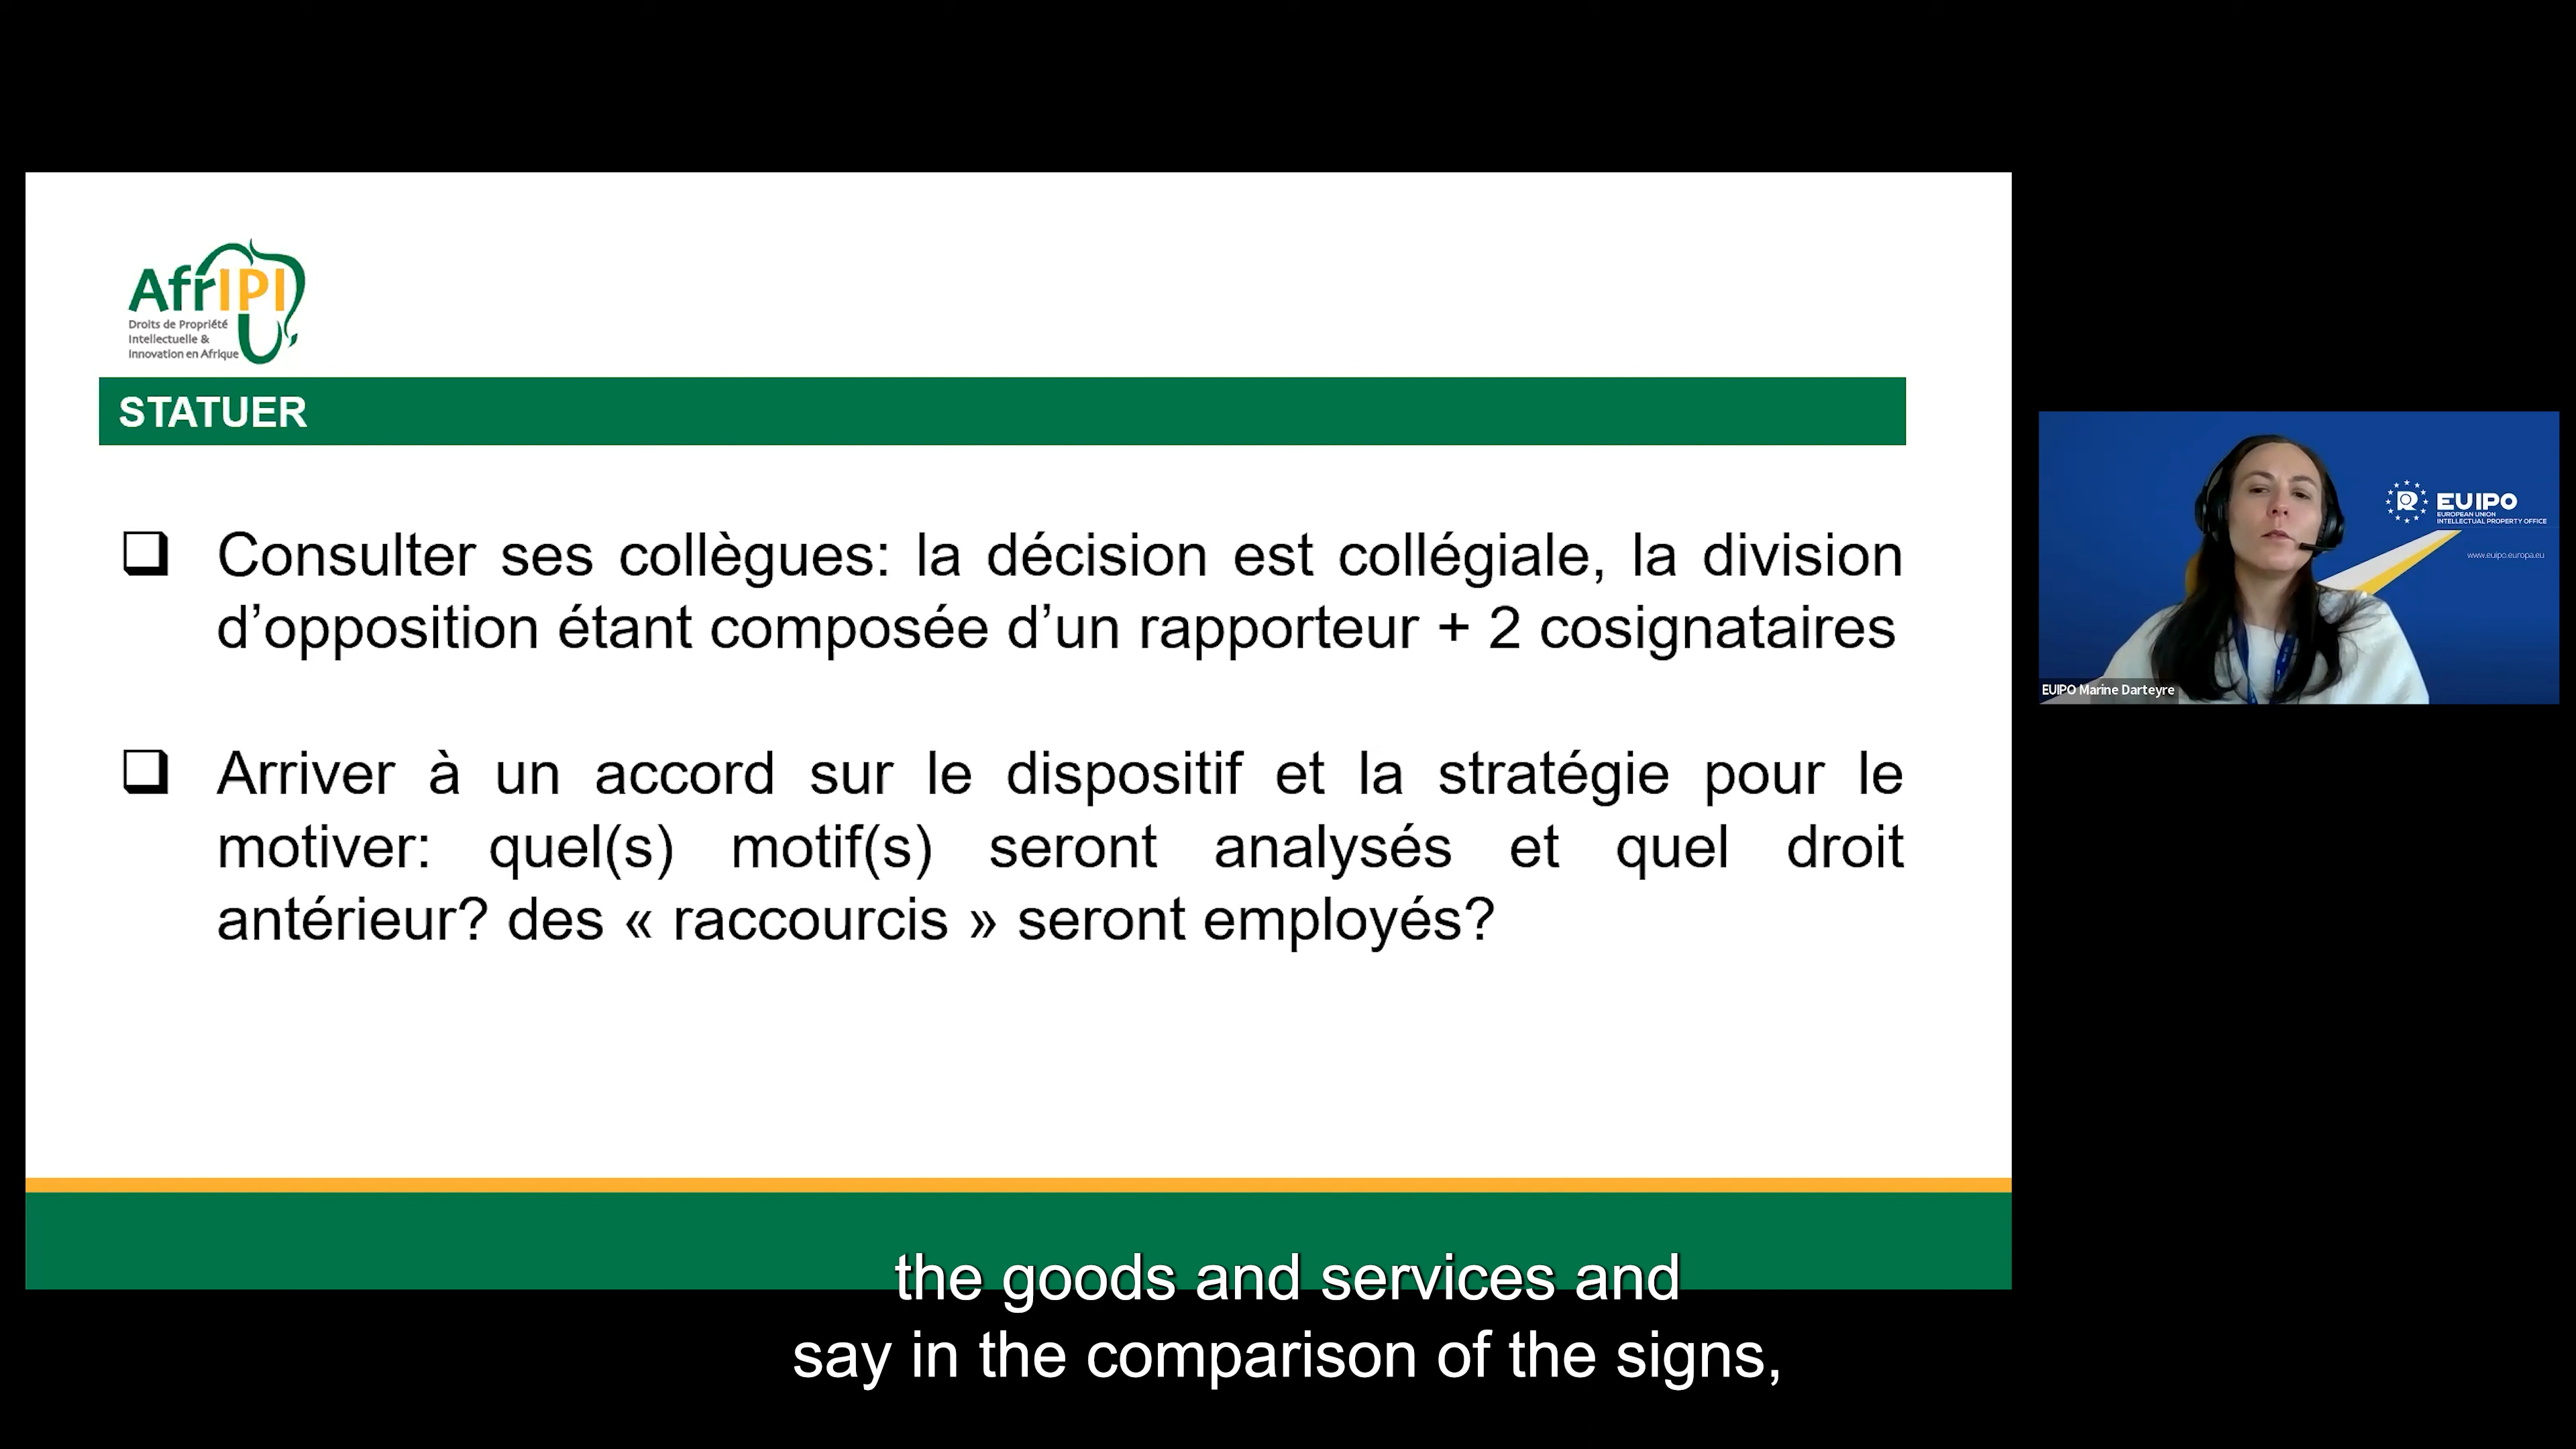 AfrIPI
Droits de Propriété
Intellectuelle &
Innovation en Afrique
STATUER
Consulter ses collègues: la décision est collégiale, la division
d’opposition étant composée d’un rapporteur + 2 cosignataires
Arriver à un accord sur le dispositif et la stratégie pour le
motiver: quel(s) motif(s) seront analysés et quel droit
antérieur? des « raccourcis » seront employés?
EUIPO
EUROPEAN UNION
INTELLECTUAL PROPERTY OFFICE
www.euipo.europa.eu
EUIPO Marine Darteyre
the goods and services and
say in the comparison of the signs,